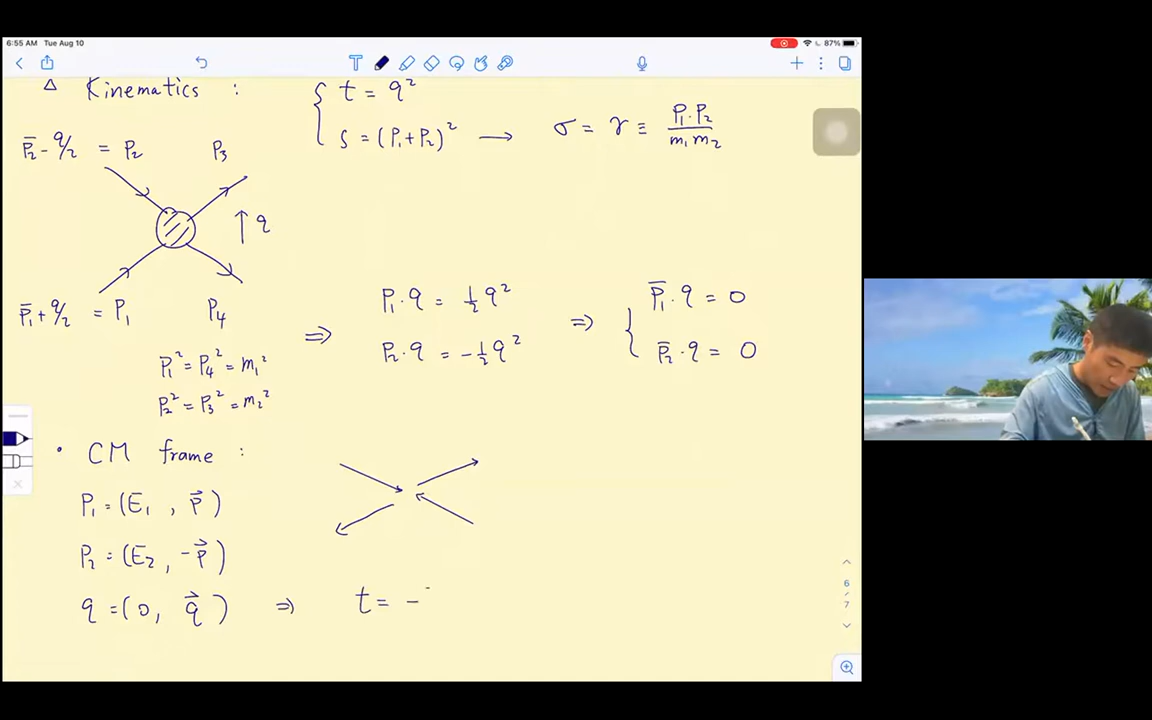 6:55 AM Tue Aug 10 87%
△ Kinematics :
{ t = q²
s = (P₁+P₂)² ⟶ σ = γ ≡ P₁·P₂ / m₁m₂
P̄₂ - q/2 = P₂ P₃
↑ q
P̄₁ + q/2 = P₁ P₄
⇒ P₁·q = ½q² ⇒ { P̄₁·q = 0
P₂·q = -½q² P̄₂·q = 0
P₁² = P₄² = m₁²
P₂² = P₃² = m₂²
• CM frame :
P₁ = (E₁ , p⃗ )
P₂ = (E₂ , -p⃗ )
q = (0, q⃗ ) ⇒ t = -
6
/
7
T